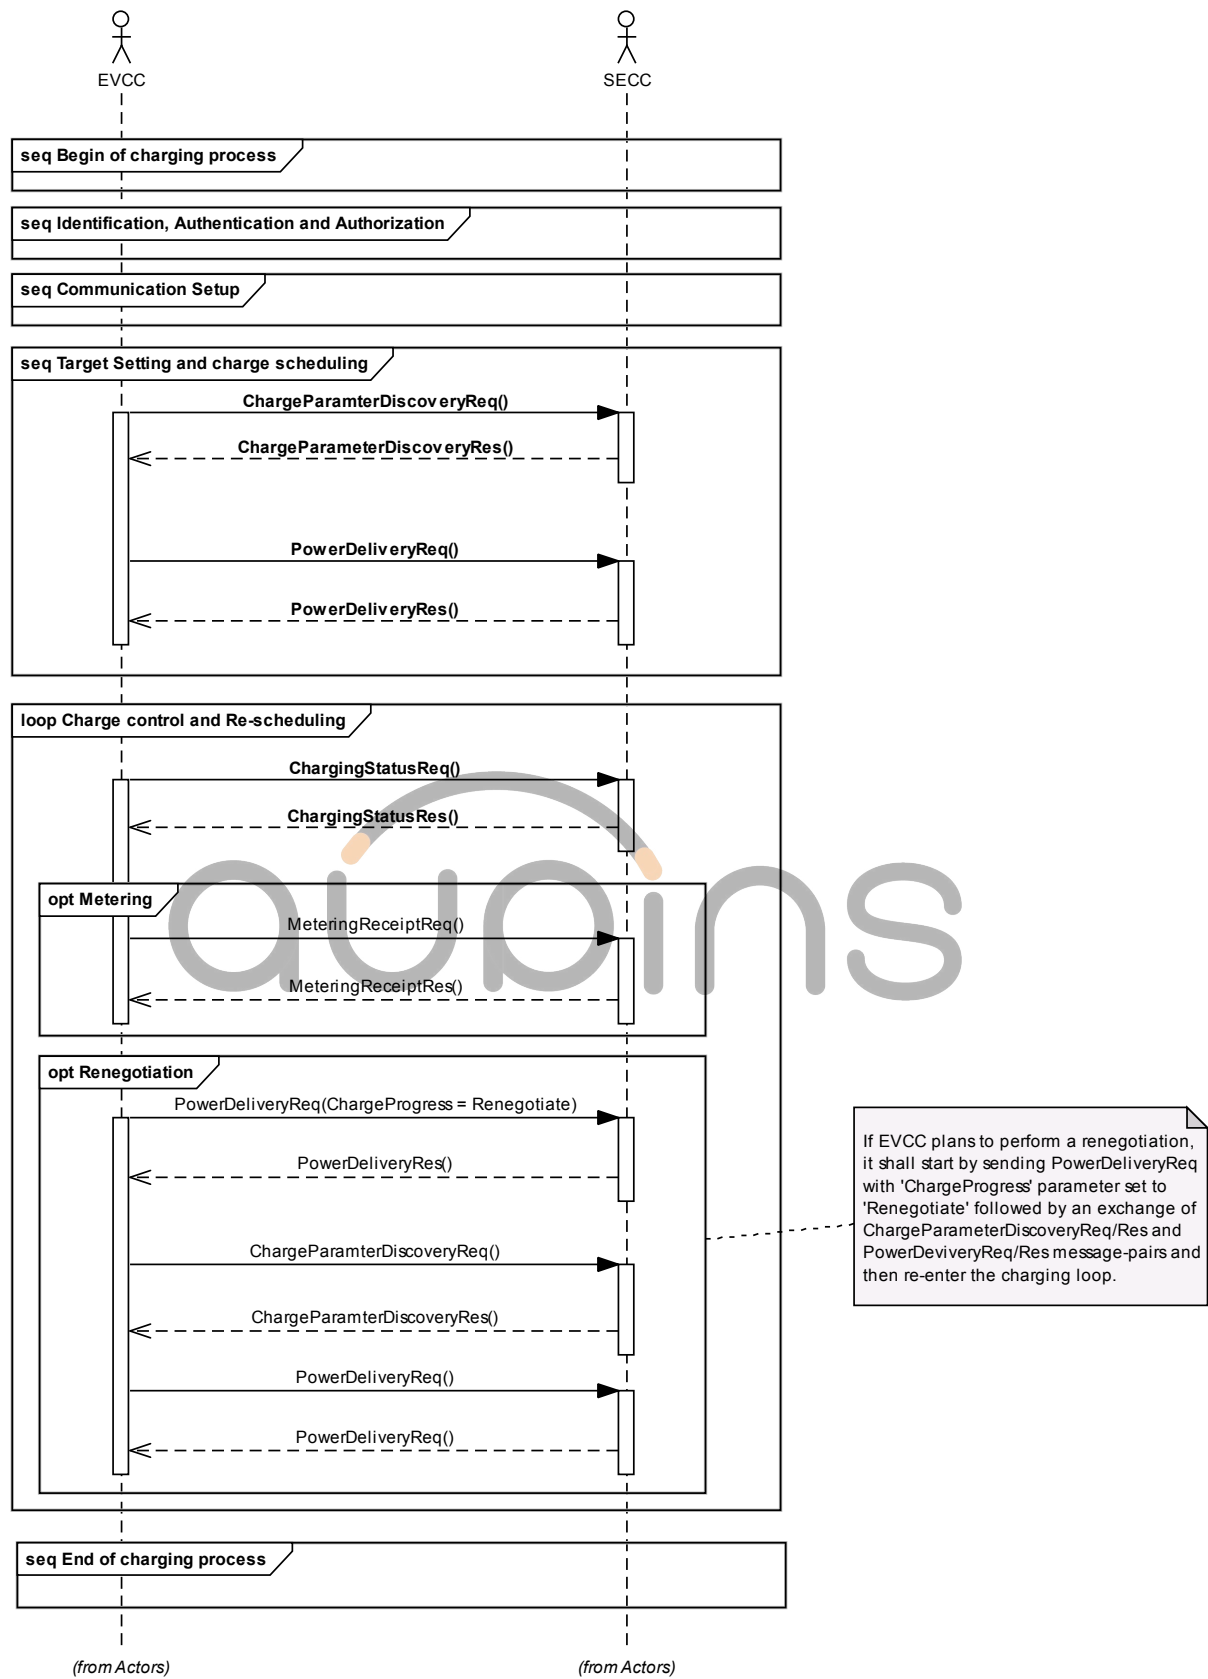 EVCC
SECC
seq Begin of charging process
seq Identification, Authentication and Authorization
seq Communication Setup
seq Target Setting and charge scheduling
ChargeParamterDiscoveryReq()
ChargeParameterDiscoveryRes()
PowerDeliveryReq()
PowerDeliveryRes()
loop Charge control and Re-scheduling
ChargingStatusReq()
ChargingStatusRes()
aupins
opt Metering
MeteringReceiptReq()
MeteringReceiptRes()
opt Renegotiation
PowerDeliveryReq(ChargeProgress = Renegotiate)
PowerDeliveryRes()
ChargeParamterDiscoveryReq()
ChargeParamterDiscoveryRes()
PowerDeliveryReq()
PowerDeliveryReq()
If EVCC plans to perform a renegotiation,
it shall start by sending PowerDeliveryReq
with 'ChargeProgress' parameter set to
'Renegotiate' followed by an exchange of
ChargeParameterDiscoveryReq/Res and
PowerDeviveryReq/Res message-pairs and
then re-enter the charging loop.
seq End of charging process
(from Actors)
(from Actors)